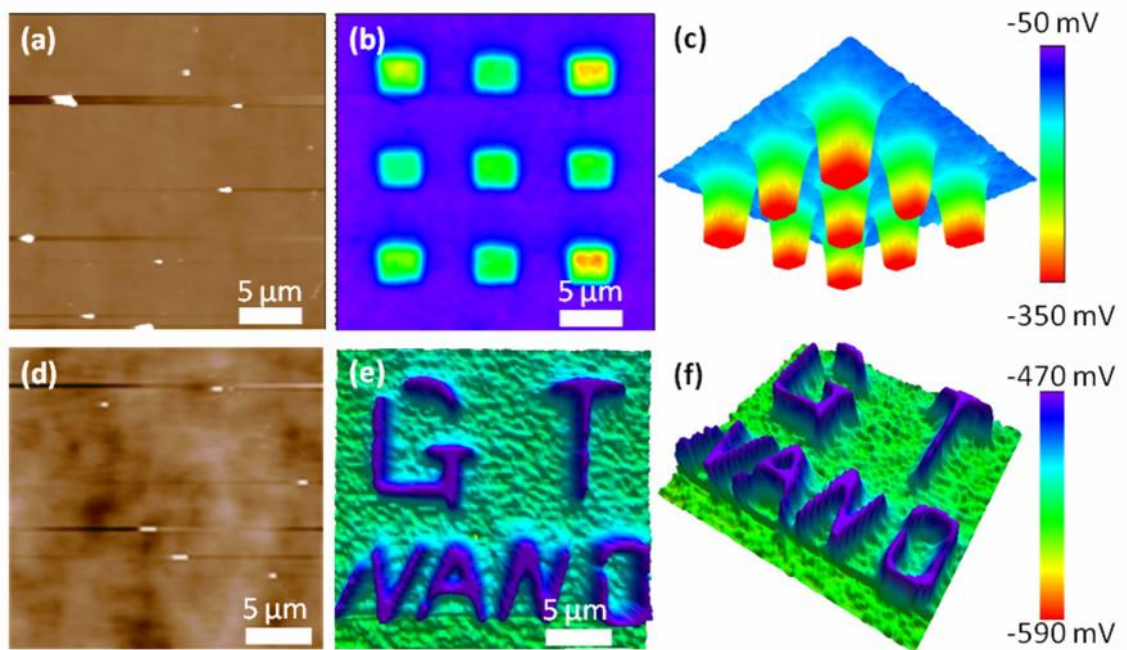 (a)
(b)
(c)
-50 mV
5 µm
5 µm
-350 mV
(d)
(e)
(f)
-470 mV
G T
NANO
G T
NANO
5 µm
5 µm
-590 mV